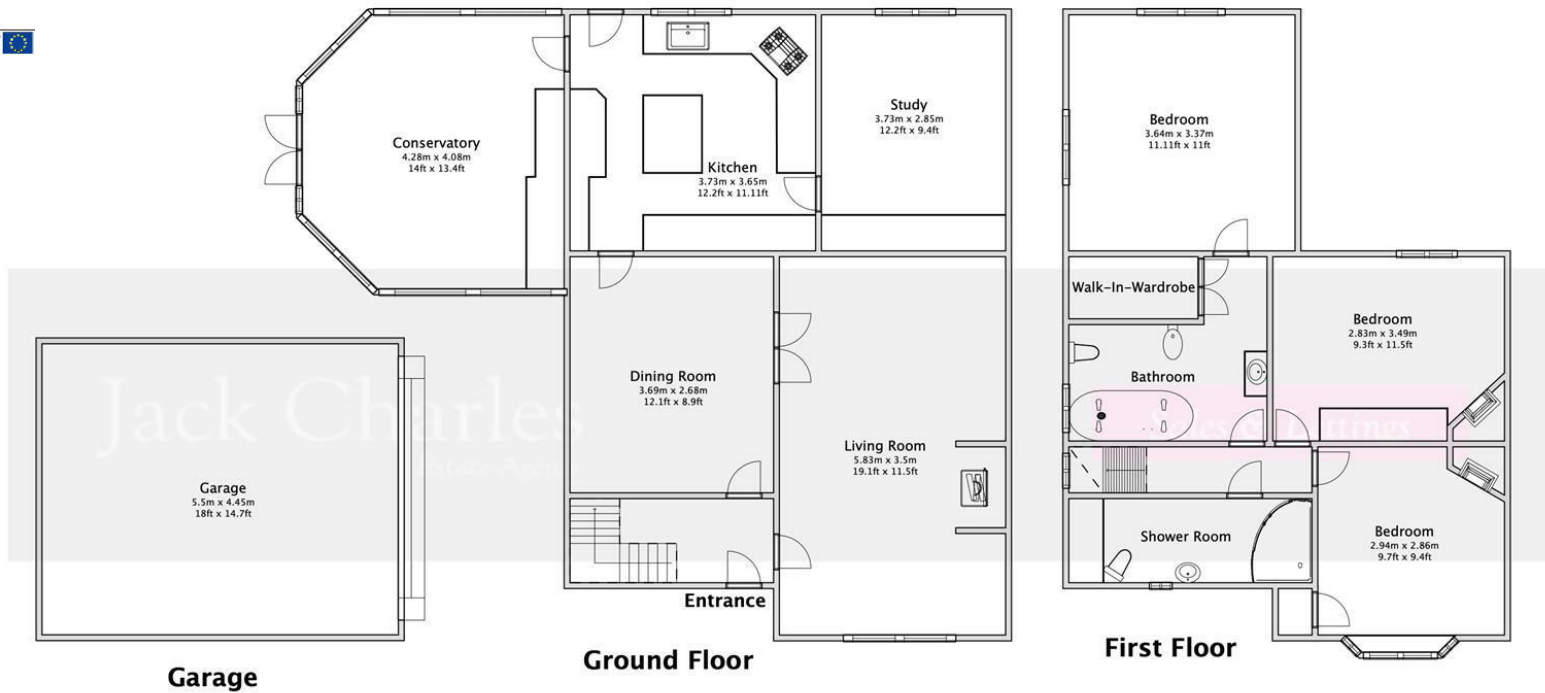 Conservatory
4.28m x 4.08m
14ft x 13.4ft
Kitchen
3.73m x 3.65m
12.2ft x 11.11ft
Study
3.73m x 2.85m
12.2ft x 9.4ft
Dining Room
3.69m x 2.68m
12.1ft x 8.9ft
Living Room
5.83m x 3.5m
19.1ft x 11.5ft
Garage
5.5m x 4.45m
18ft x 14.7ft
Jack Charles
Estate Agents
Entrance
Garage
Ground Floor
Bedroom
3.64m x 3.37m
11.11ft x 11ft
Walk-In-Wardrobe
Bedroom
2.83m x 3.49m
9.3ft x 11.5ft
Bathroom
Sales & Lettings
Shower Room
Bedroom
2.94m x 2.86m
9.7ft x 9.4ft
First Floor